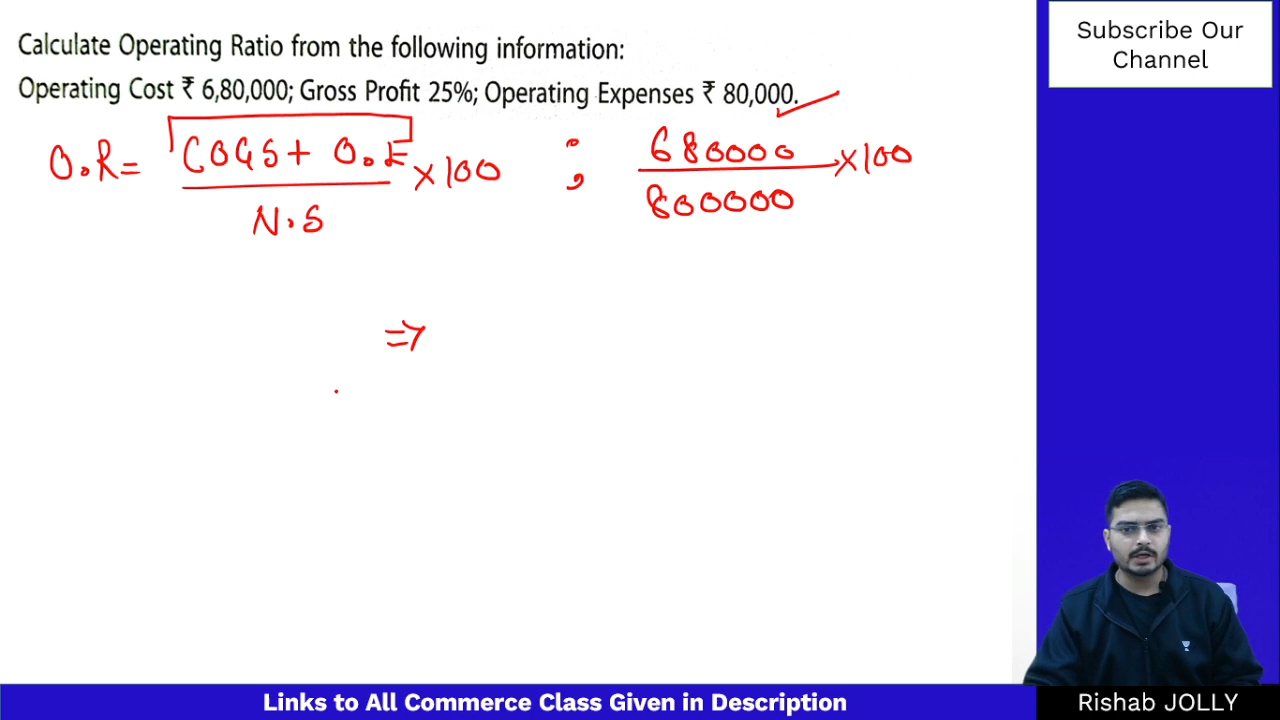 Calculate Operating Ratio from the following information:
Operating Cost ₹ 6,80,000; Gross Profit 25%; Operating Expenses ₹ 80,000.
O.R = COGS + O.E × 100 ; 680000 × 100
N.S 800000
⇒
Subscribe Our
Channel
Links to All Commerce Class Given in Description
Rishab JOLLY